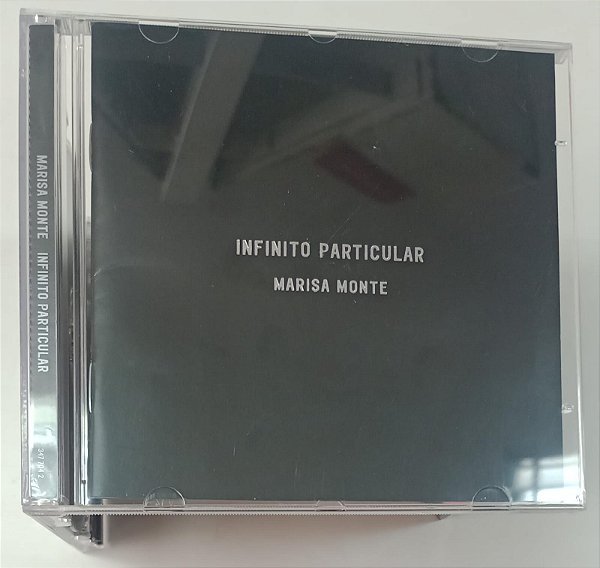 INFINITO PARTICULAR
MARISA MONTE
MARISA MONTE INFINITO PARTICULAR